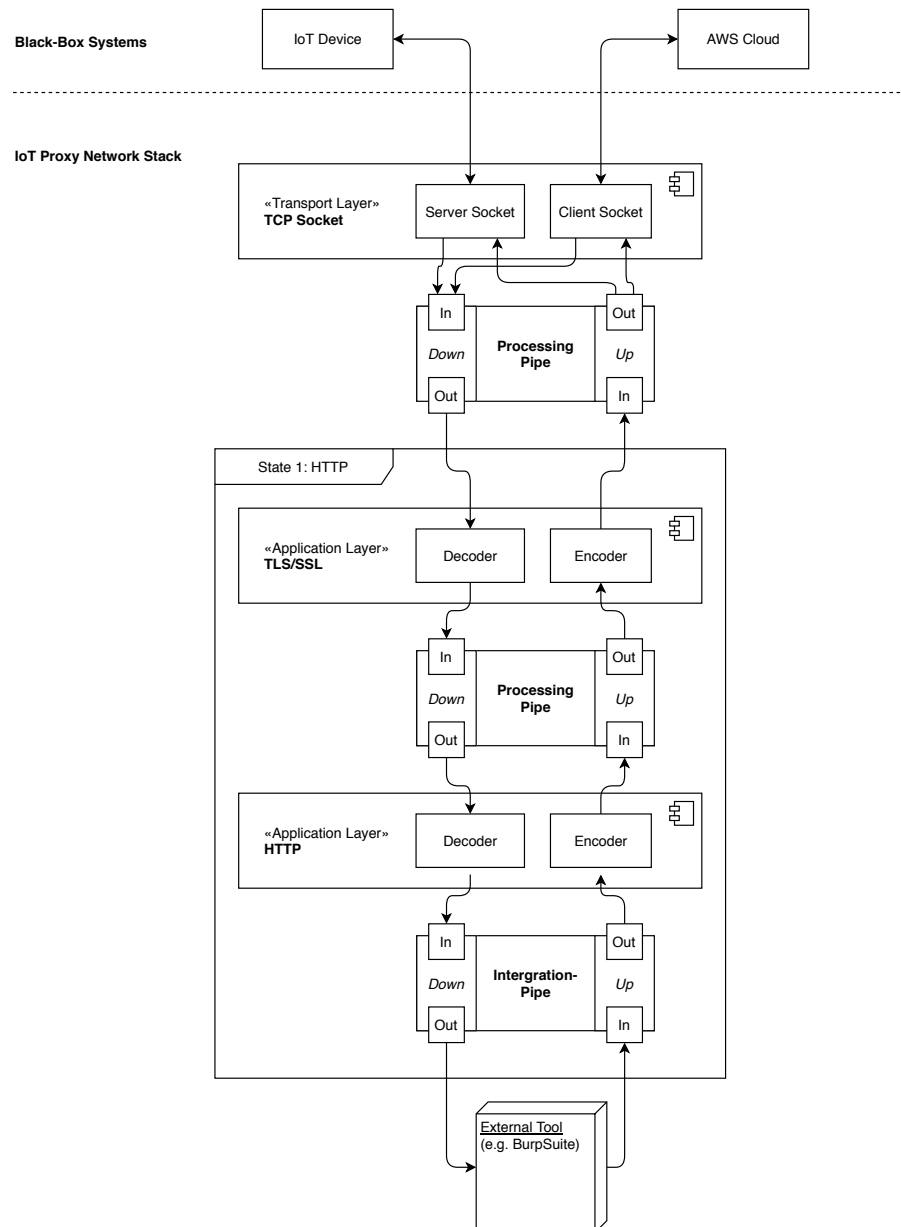 Black-Box Systems
IoT Device
AWS Cloud
IoT Proxy Network Stack
«Transport Layer»
TCP Socket
Server Socket
Client Socket
In
Out
Down
Processing
Pipe
Up
Out
In
State 1: HTTP
«Application Layer»
TLS/SSL
Decoder
Encoder
In
Out
Down
Processing
Pipe
Up
Out
In
«Application Layer»
HTTP
Decoder
Encoder
In
Out
Down
Intergration-
Pipe
Up
Out
In
External Tool
(e.g. BurpSuite)